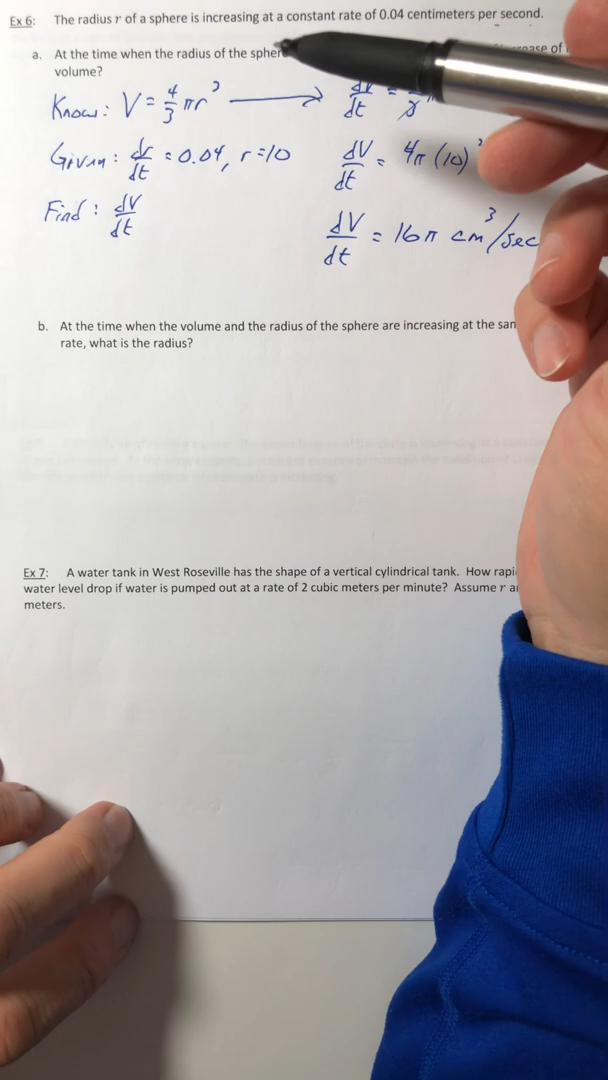 Ex 6: The radius r of a sphere is increasing at a constant rate of 0.04 centimeters per second.
a. At the time when the radius of the sphere
volume?
Know: V = 4/3 πr³ → dV/dt =
Given: dr/dt = 0.04, r = 10 dV/dt = 4π(10)²
Find: dV/dt
dV/dt = 16π cm³/sec
b. At the time when the volume and the radius of the sphere are increasing at the
rate, what is the radius?
Ex 7: A water tank in West Roseville has the shape of a vertical cylindrical tank. How
water level drop if water is pumped out at a rate of 2 cubic meters per minute? Assume r
meters.